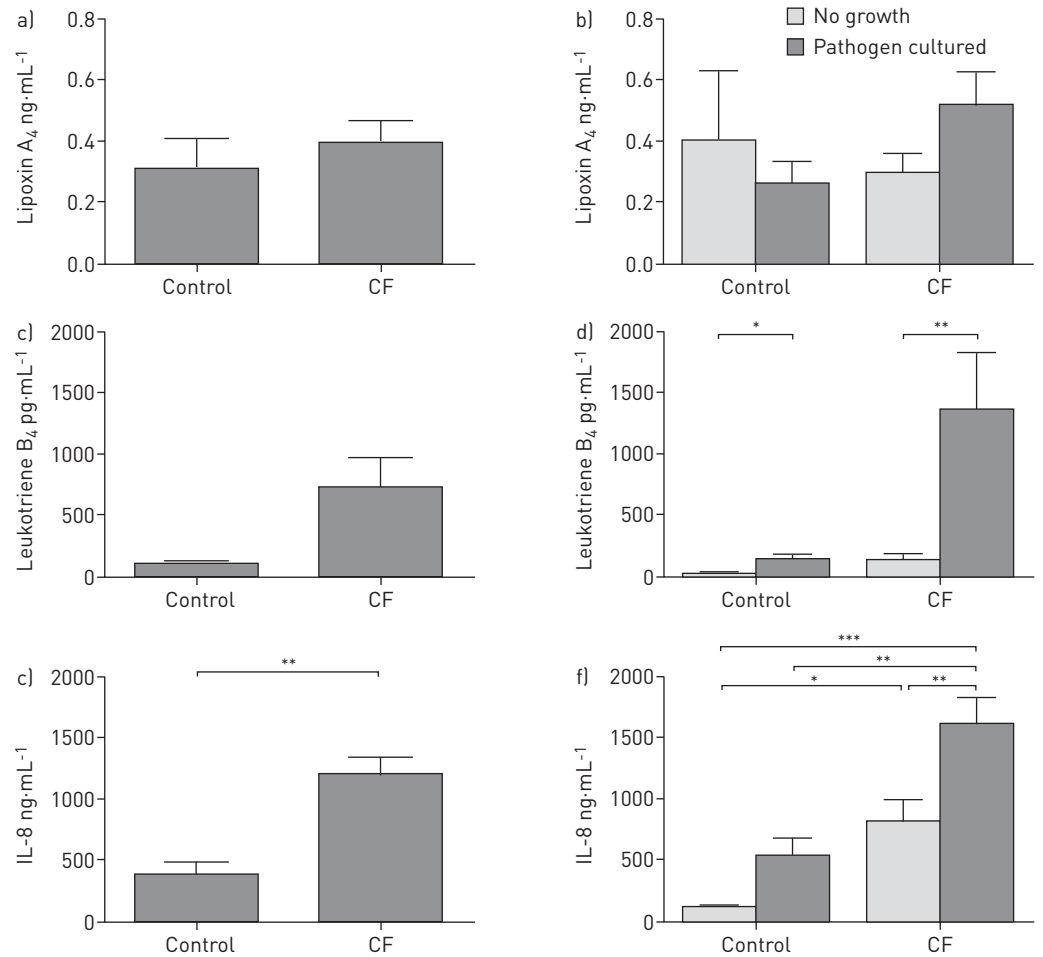 a)
Lipoxin A4 ng·mL-1
0.8
0.6
0.4
0.2
0.0
Control
CF
b)
No growth
Pathogen cultured
Lipoxin A4 ng·mL-1
0.8
0.6
0.4
0.2
0.0
Control
CF
c)
Leukotriene B4 pg·mL-1
2000
1500
1000
500
0
Control
CF
d)
Leukotriene B4 pg·mL-1
2000
1500
1000
500
0
*
**
Control
CF
c)
IL-8 ng·mL-1
2000
1500
1000
500
0
**
Control
CF
f)
IL-8 ng·mL-1
2000
1500
1000
500
0
***
**
*
**
Control
CF